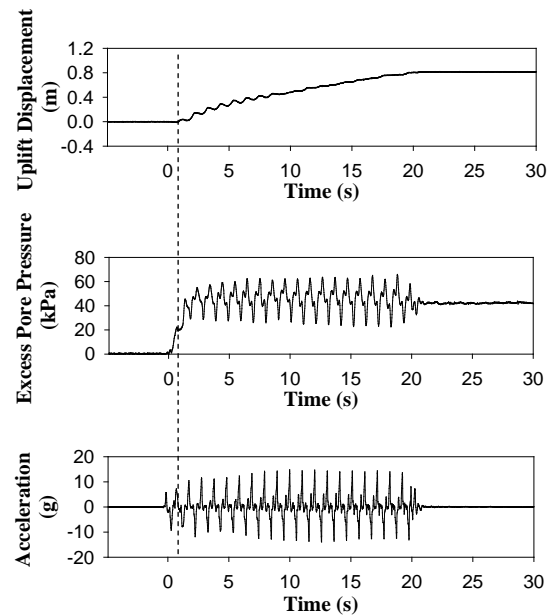 Uplift Displacement
(m)
1.2
0.8
0.4
0.0
-0.4
0 5 10 15 20 25 30
Time (s)
Excess Pore Pressure
(kPa)
80
60
40
20
0
0 5 10 15 20 25 30
Time (s)
Acceleration
(g)
20
10
0
-10
-20
0 5 10 15 20 25 30
Time (s)